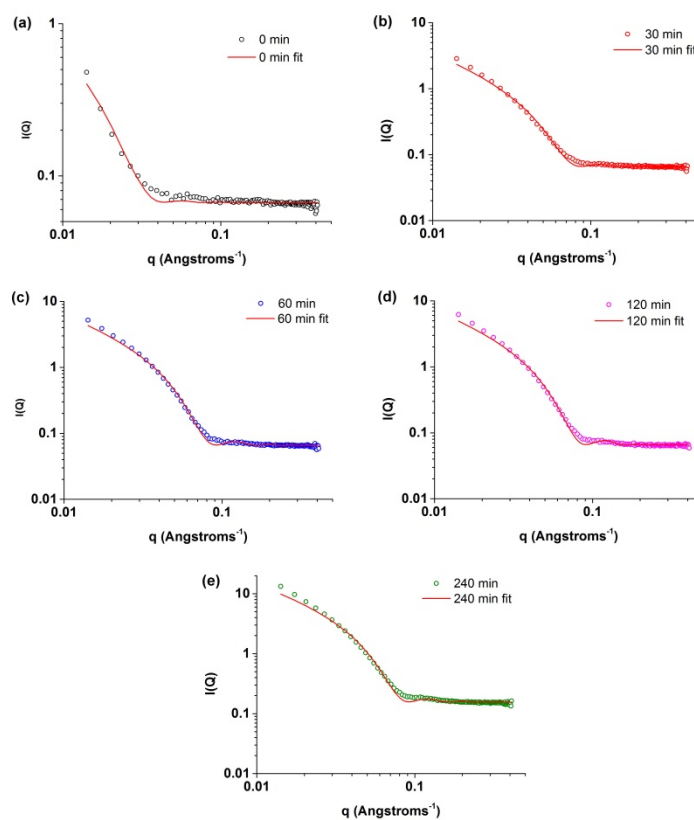 (a)
1
0 min
0 min fit
I(Q)
0.1
0.01
0.1
q (Angstroms⁻¹)
(b)
10
30 min
30 min fit
1
I(Q)
0.1
0.01
0.01
0.1
q (Angstroms⁻¹)
(c)
10
60 min
60 min fit
1
I(Q)
0.1
0.01
0.01
0.1
q (Angstroms⁻¹)
(d)
10
120 min
120 min fit
1
I(Q)
0.1
0.01
0.01
0.1
q (Angstroms⁻¹)
(e)
10
240 min
240 min fit
1
I(Q)
0.1
0.01
0.01
0.1
q (Angstroms⁻¹)